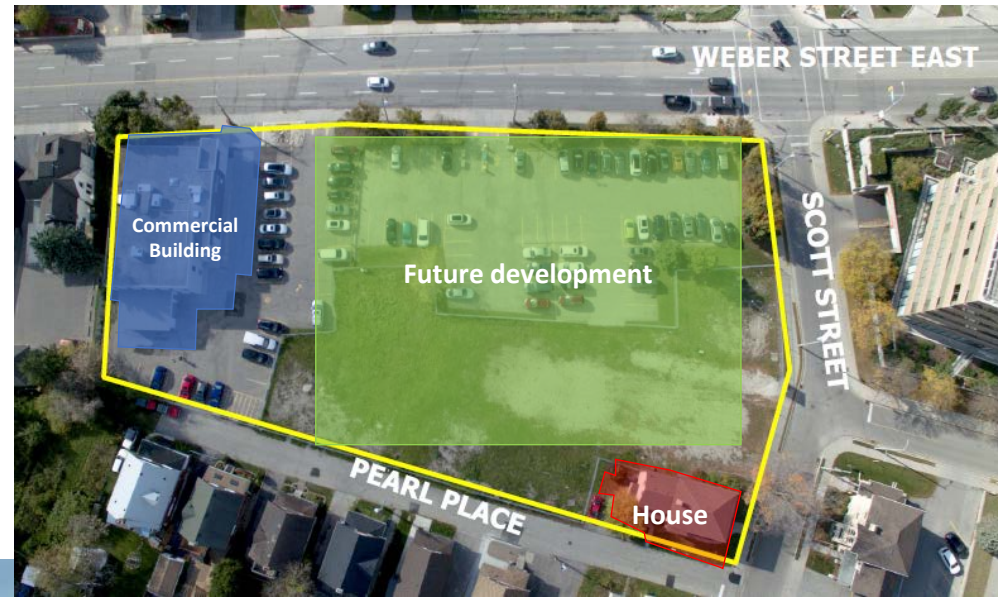 WEBER STREET EAST
Commercial
Building
Future development
SCOTT STREET
PEARL PLACE
House